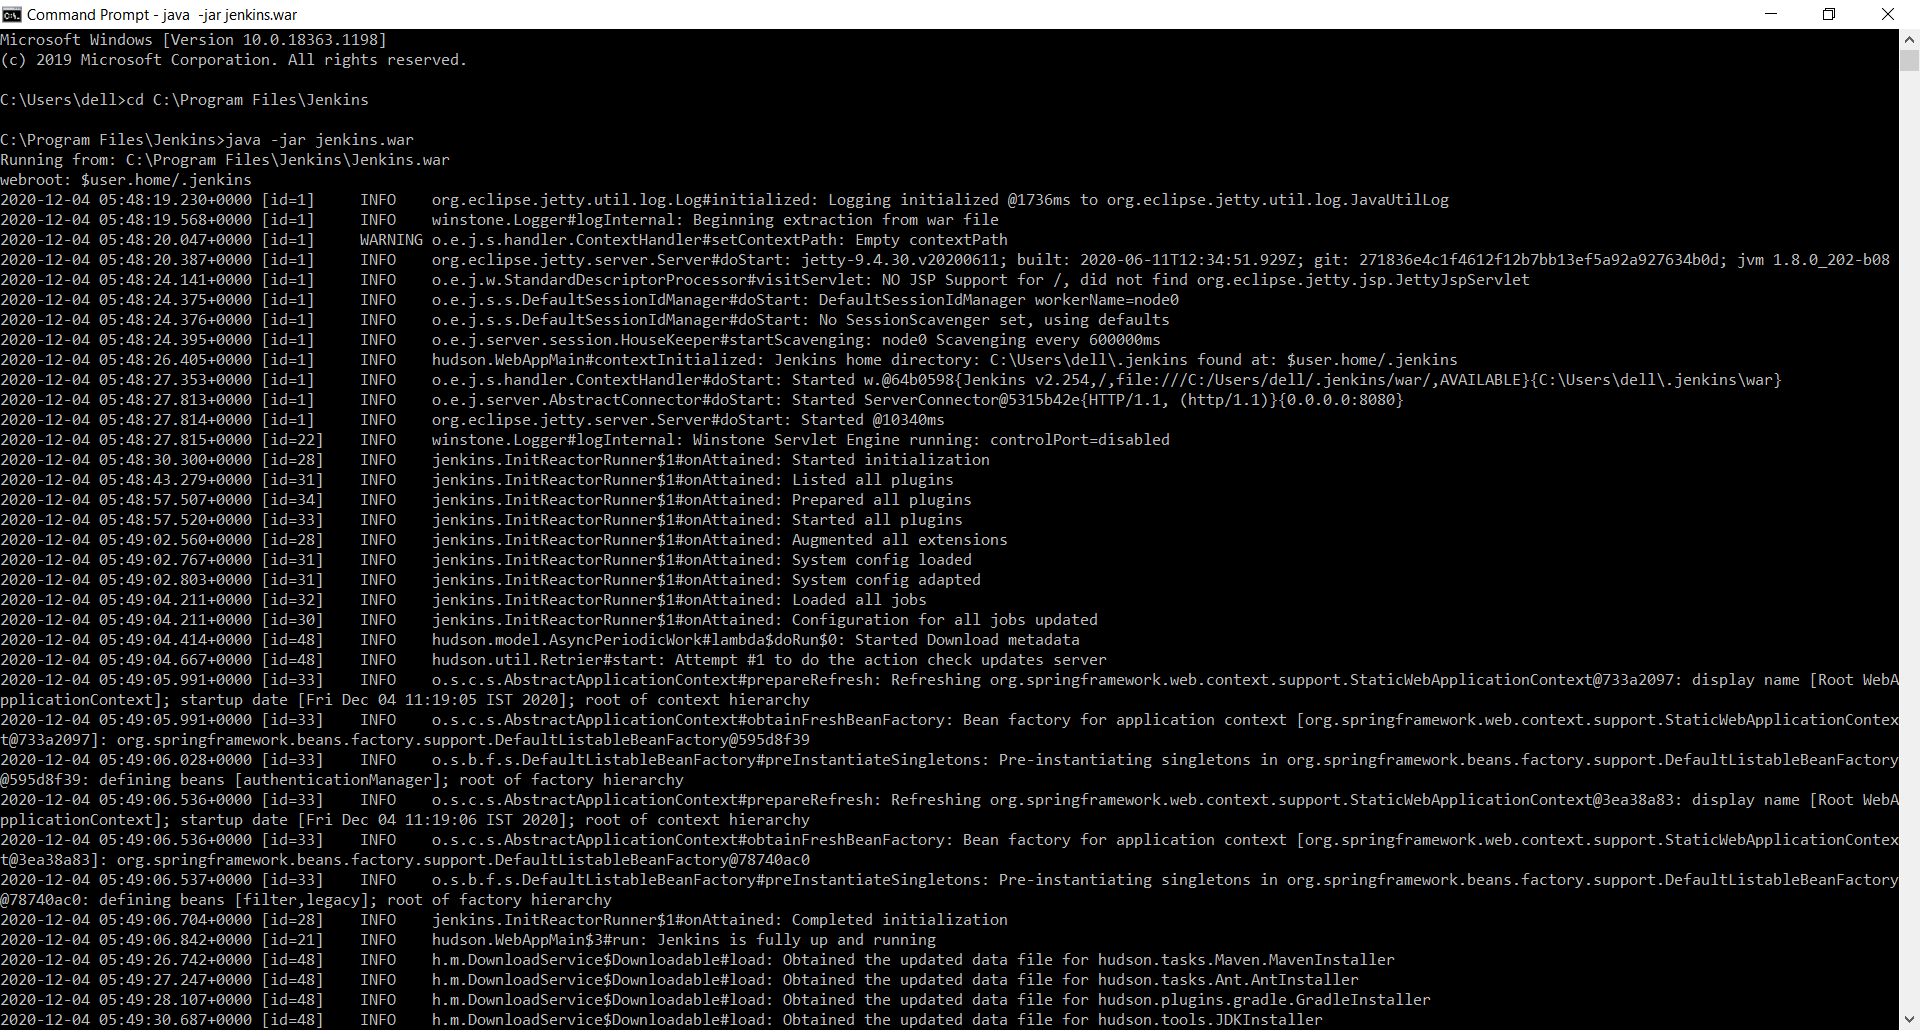 Command Prompt - java  -jar jenkins.war
Microsoft Windows [Version 10.0.18363.1198]
(c) 2019 Microsoft Corporation. All rights reserved.
C:\Users\dell>cd C:\Program Files\Jenkins
C:\Program Files\Jenkins>java -jar jenkins.war
Running from: C:\Program Files\Jenkins\Jenkins.war
webroot: $user.home/.jenkins
2020-12-04 05:48:19.230+0000 [id=1]     INFO    org.eclipse.jetty.util.log.Log#initialized: Logging initialized @1736ms to org.eclipse.jetty.util.log.JavaUtilLog
2020-12-04 05:48:19.568+0000 [id=1]     INFO    winstone.Logger#logInternal: Beginning extraction from war file
2020-12-04 05:48:20.047+0000 [id=1]     WARNING o.e.j.s.handler.ContextHandler#setContextPath: Empty contextPath
2020-12-04 05:48:20.387+0000 [id=1]     INFO    org.eclipse.jetty.server.Server#doStart: jetty-9.4.30.v20200611; built: 2020-06-11T12:34:51.929Z; git: 271836e4c1f4612f12b7bb13ef5a92a927634b0d; jvm 1.8.0_202-b08
2020-12-04 05:48:24.141+0000 [id=1]     INFO    o.e.j.w.StandardDescriptorProcessor#visitServlet: NO JSP Support for /, did not find org.eclipse.jetty.jsp.JettyJspServlet
2020-12-04 05:48:24.375+0000 [id=1]     INFO    o.e.j.s.s.DefaultSessionIdManager#doStart: DefaultSessionIdManager workerName=node0
2020-12-04 05:48:24.376+0000 [id=1]     INFO    o.e.j.s.s.DefaultSessionIdManager#doStart: No SessionScavenger set, using defaults
2020-12-04 05:48:24.395+0000 [id=1]     INFO    o.e.j.server.session.HouseKeeper#startScavenging: node0 Scavenging every 600000ms
2020-12-04 05:48:26.405+0000 [id=1]     INFO    hudson.WebAppMain#contextInitialized: Jenkins home directory: C:\Users\dell\.jenkins found at: $user.home/.jenkins
2020-12-04 05:48:27.353+0000 [id=1]     INFO    o.e.j.s.handler.ContextHandler#doStart: Started w.@64b0598{Jenkins v2.254,/,file:///C:/Users/dell/.jenkins/war/,AVAILABLE}{C:\Users\dell\.jenkins\war}
2020-12-04 05:48:27.813+0000 [id=1]     INFO    o.e.j.server.AbstractConnector#doStart: Started ServerConnector@5315b42e{HTTP/1.1, (http/1.1)}{0.0.0.0:8080}
2020-12-04 05:48:27.814+0000 [id=1]     INFO    org.eclipse.jetty.server.Server#doStart: Started @10340ms
2020-12-04 05:48:27.815+0000 [id=22]    INFO    winstone.Logger#logInternal: Winstone Servlet Engine running: controlPort=disabled
2020-12-04 05:48:30.300+0000 [id=28]    INFO    jenkins.InitReactorRunner$1#onAttained: Started initialization
2020-12-04 05:48:43.279+0000 [id=31]    INFO    jenkins.InitReactorRunner$1#onAttained: Listed all plugins
2020-12-04 05:48:57.507+0000 [id=34]    INFO    jenkins.InitReactorRunner$1#onAttained: Prepared all plugins
2020-12-04 05:48:57.520+0000 [id=33]    INFO    jenkins.InitReactorRunner$1#onAttained: Started all plugins
2020-12-04 05:49:02.560+0000 [id=28]    INFO    jenkins.InitReactorRunner$1#onAttained: Augmented all extensions
2020-12-04 05:49:02.767+0000 [id=31]    INFO    jenkins.InitReactorRunner$1#onAttained: System config loaded
2020-12-04 05:49:02.803+0000 [id=31]    INFO    jenkins.InitReactorRunner$1#onAttained: System config adapted
2020-12-04 05:49:04.211+0000 [id=32]    INFO    jenkins.InitReactorRunner$1#onAttained: Loaded all jobs
2020-12-04 05:49:04.211+0000 [id=30]    INFO    jenkins.InitReactorRunner$1#onAttained: Configuration for all jobs updated
2020-12-04 05:49:04.414+0000 [id=48]    INFO    hudson.model.AsyncPeriodicWork#lambda$doRun$0: Started Download metadata
2020-12-04 05:49:04.667+0000 [id=48]    INFO    hudson.util.Retrier#start: Attempt #1 to do the action check updates server
2020-12-04 05:49:05.991+0000 [id=33]    INFO    o.s.c.s.AbstractApplicationContext#prepareRefresh: Refreshing org.springframework.web.context.support.StaticWebApplicationContext@733a2097: display name [Root WebA
pplicationContext]; startup date [Fri Dec 04 11:19:05 IST 2020]; root of context hierarchy
2020-12-04 05:49:05.991+0000 [id=33]    INFO    o.s.c.s.AbstractApplicationContext#obtainFreshBeanFactory: Bean factory for application context [org.springframework.web.context.support.StaticWebApplicationContex
t@733a2097]: org.springframework.beans.factory.support.DefaultListableBeanFactory@595d8f39
2020-12-04 05:49:06.028+0000 [id=33]    INFO    o.s.b.f.s.DefaultListableBeanFactory#preInstantiateSingletons: Pre-instantiating singletons in org.springframework.beans.factory.support.DefaultListableBeanFactory
@595d8f39: defining beans [authenticationManager]; root of factory hierarchy
2020-12-04 05:49:06.536+0000 [id=33]    INFO    o.s.c.s.AbstractApplicationContext#prepareRefresh: Refreshing org.springframework.web.context.support.StaticWebApplicationContext@3ea38a83: display name [Root WebA
pplicationContext]; startup date [Fri Dec 04 11:19:06 IST 2020]; root of context hierarchy
2020-12-04 05:49:06.536+0000 [id=33]    INFO    o.s.c.s.AbstractApplicationContext#obtainFreshBeanFactory: Bean factory for application context [org.springframework.web.context.support.StaticWebApplicationContex
t@3ea38a83]: org.springframework.beans.factory.support.DefaultListableBeanFactory@78740ac0
2020-12-04 05:49:06.537+0000 [id=33]    INFO    o.s.b.f.s.DefaultListableBeanFactory#preInstantiateSingletons: Pre-instantiating singletons in org.springframework.beans.factory.support.DefaultListableBeanFactory
@78740ac0: defining beans [filter,legacy]; root of factory hierarchy
2020-12-04 05:49:06.704+0000 [id=28]    INFO    jenkins.InitReactorRunner$1#onAttained: Completed initialization
2020-12-04 05:49:06.842+0000 [id=21]    INFO    hudson.WebAppMain$3#run: Jenkins is fully up and running
2020-12-04 05:49:26.742+0000 [id=48]    INFO    h.m.DownloadService$Downloadable#load: Obtained the updated data file for hudson.tasks.Maven.MavenInstaller
2020-12-04 05:49:27.247+0000 [id=48]    INFO    h.m.DownloadService$Downloadable#load: Obtained the updated data file for hudson.tasks.Ant.AntInstaller
2020-12-04 05:49:28.107+0000 [id=48]    INFO    h.m.DownloadService$Downloadable#load: Obtained the updated data file for hudson.plugins.gradle.GradleInstaller
2020-12-04 05:49:30.687+0000 [id=48]    INFO    h.m.DownloadService$Downloadable#load: Obtained the updated data file for hudson.tools.JDKInstaller